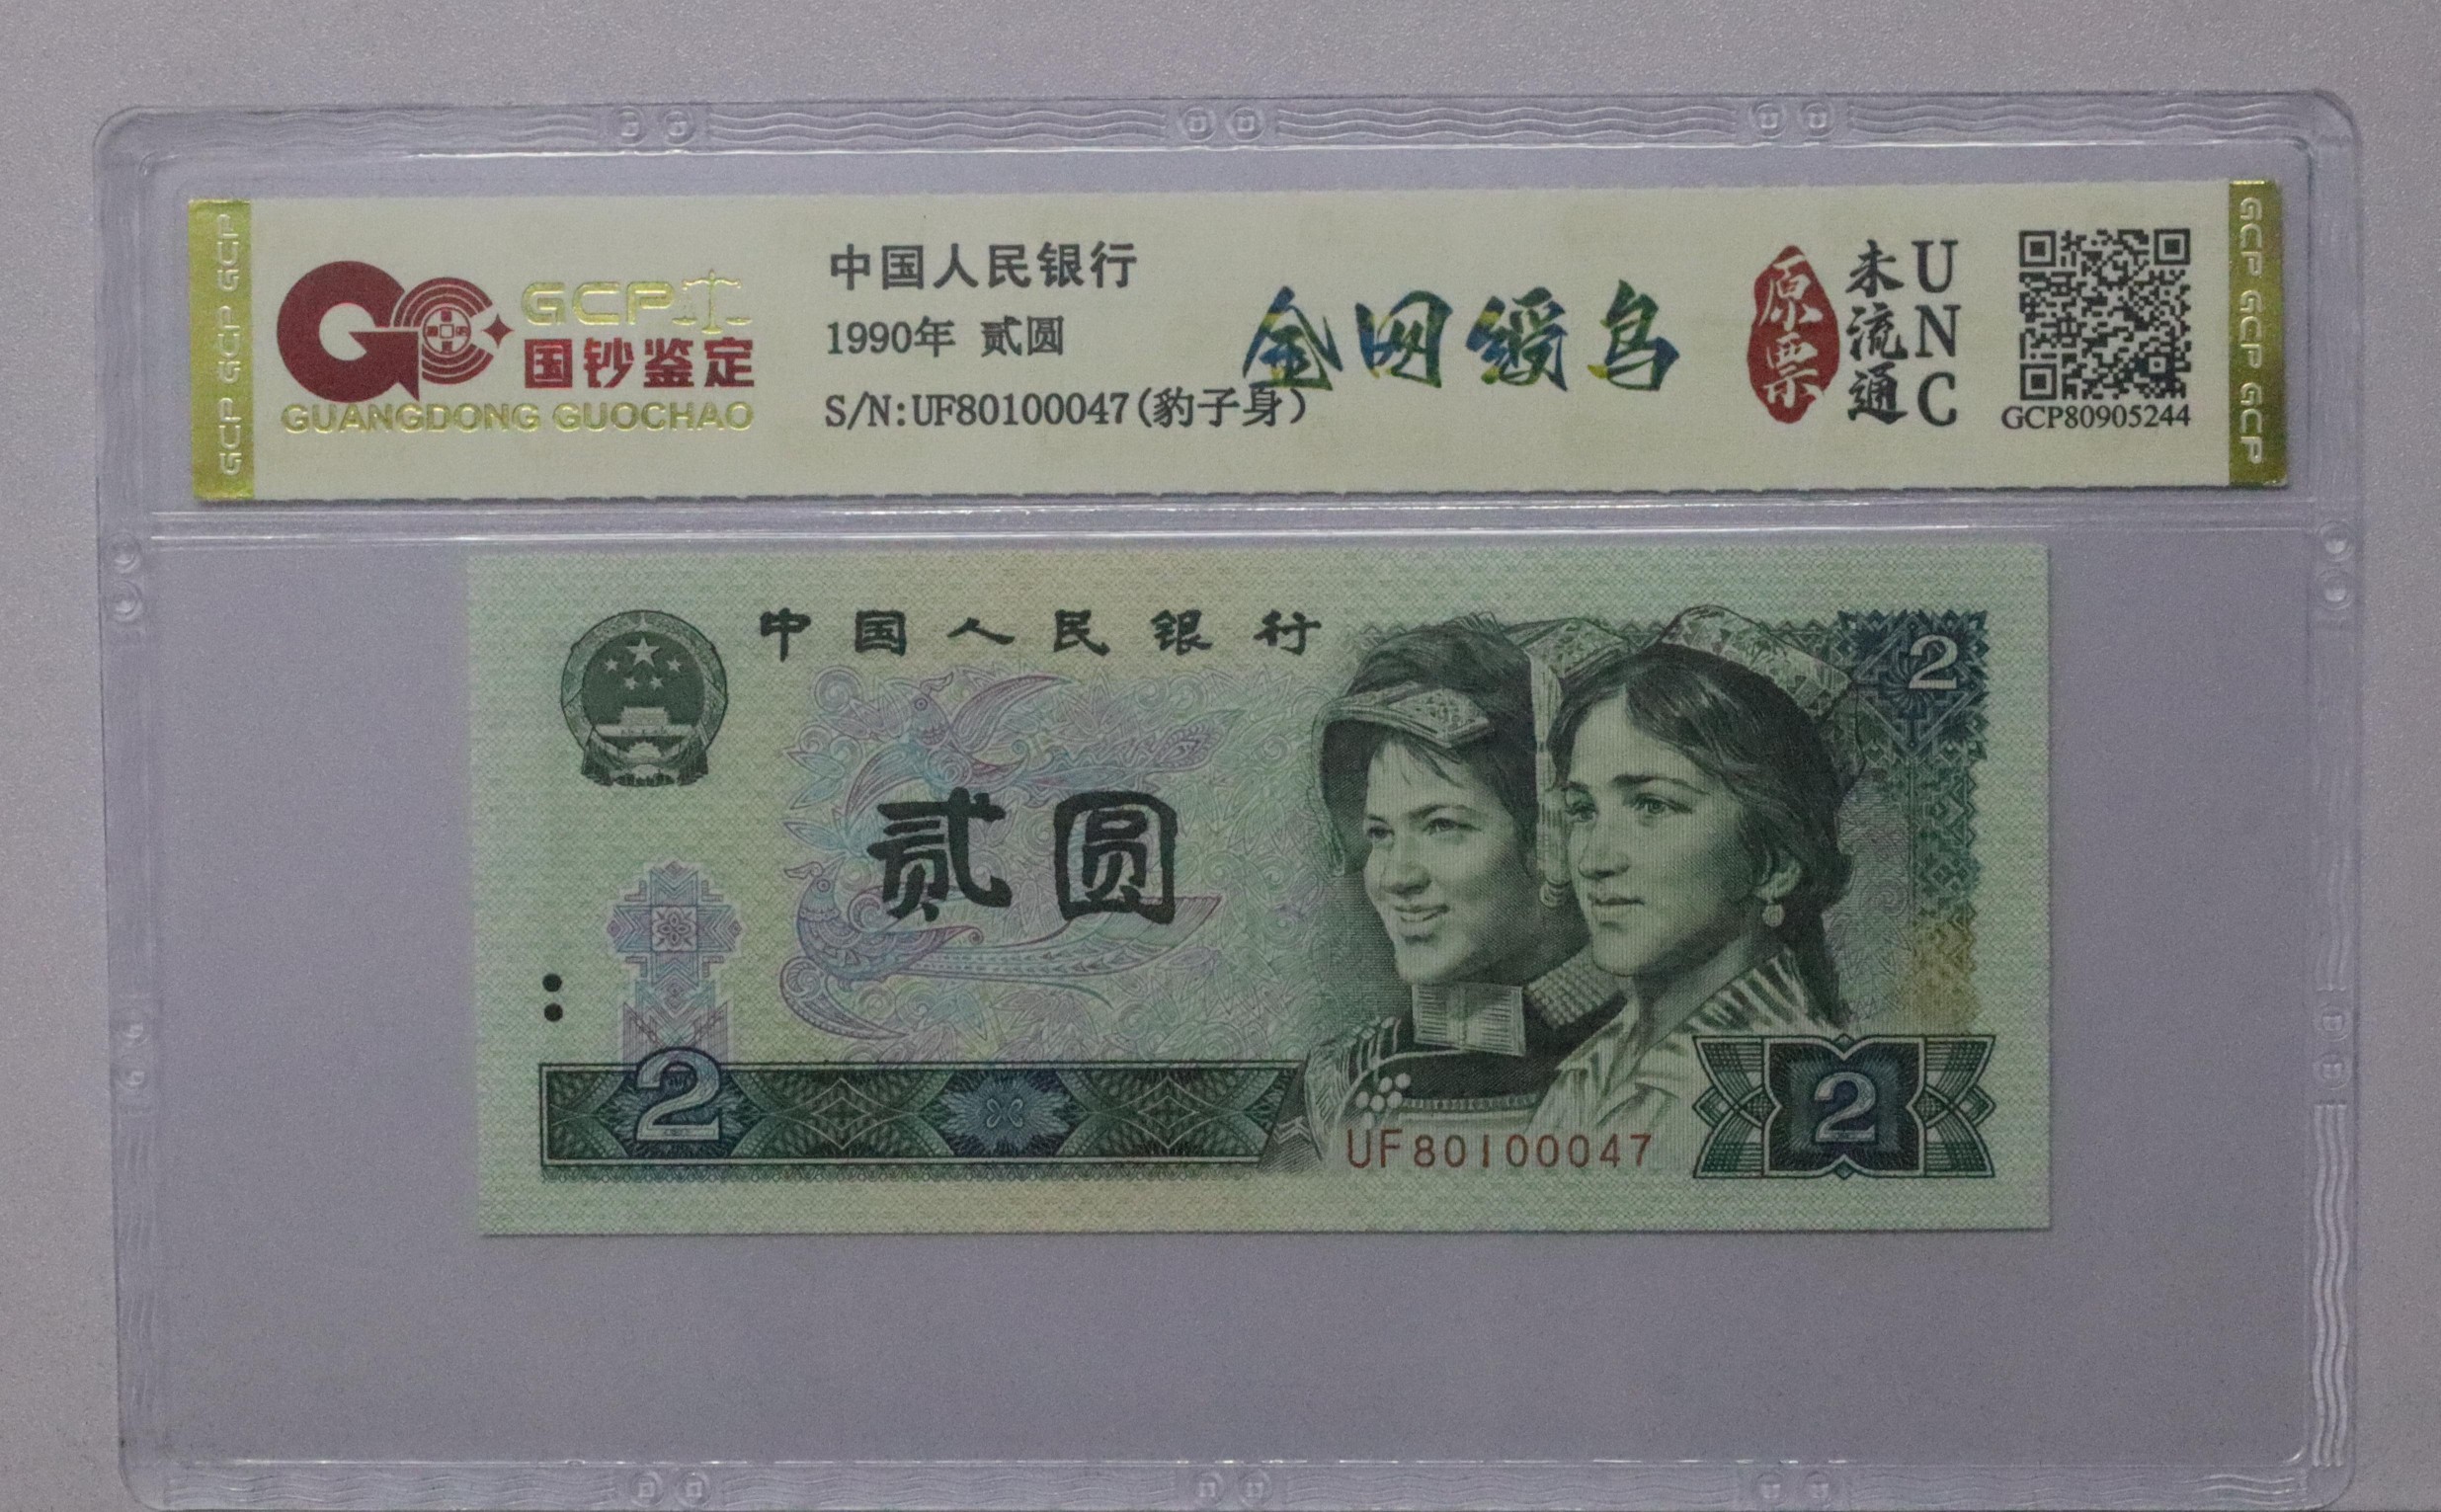 GCP GCP GCP
GCP
国钞鉴定
GUANGDONG GUOCHAO
中国人民银行
1990年 贰圆
S/N:UF80100047(豹子身)
金网绶鸟
原票
未流通
UNC
GCP80905244
GCP GCP GCP
中国人民银行
2
贰圆
2
UF80100047
2